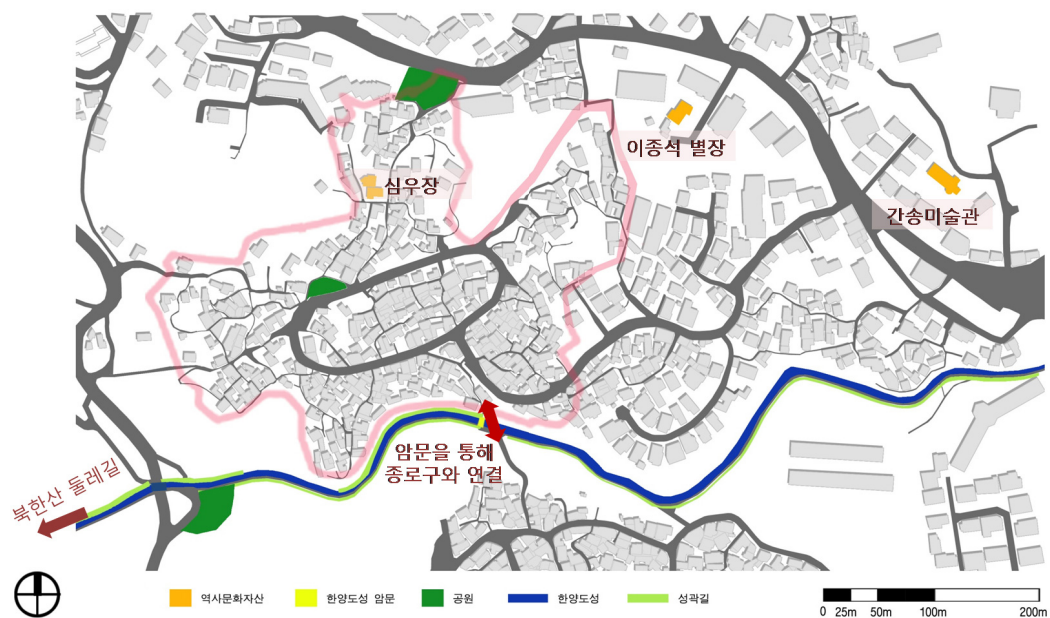 이종석 별장
심우장
간송미술관
암문을 통해
종로구와 연결
북한산 둘레길
역사문화자산
한양도성 암문
공원
한양도성
성곽길
0 25m 50m 100m 200m